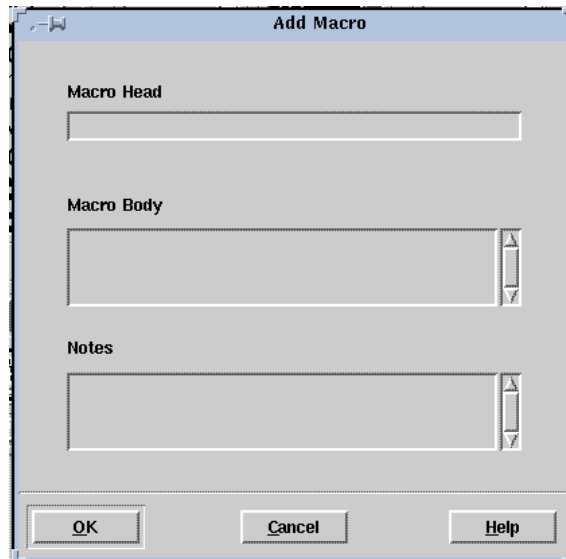 Add Macro
Macro Head
Macro Body
Notes
OK
Cancel
Help